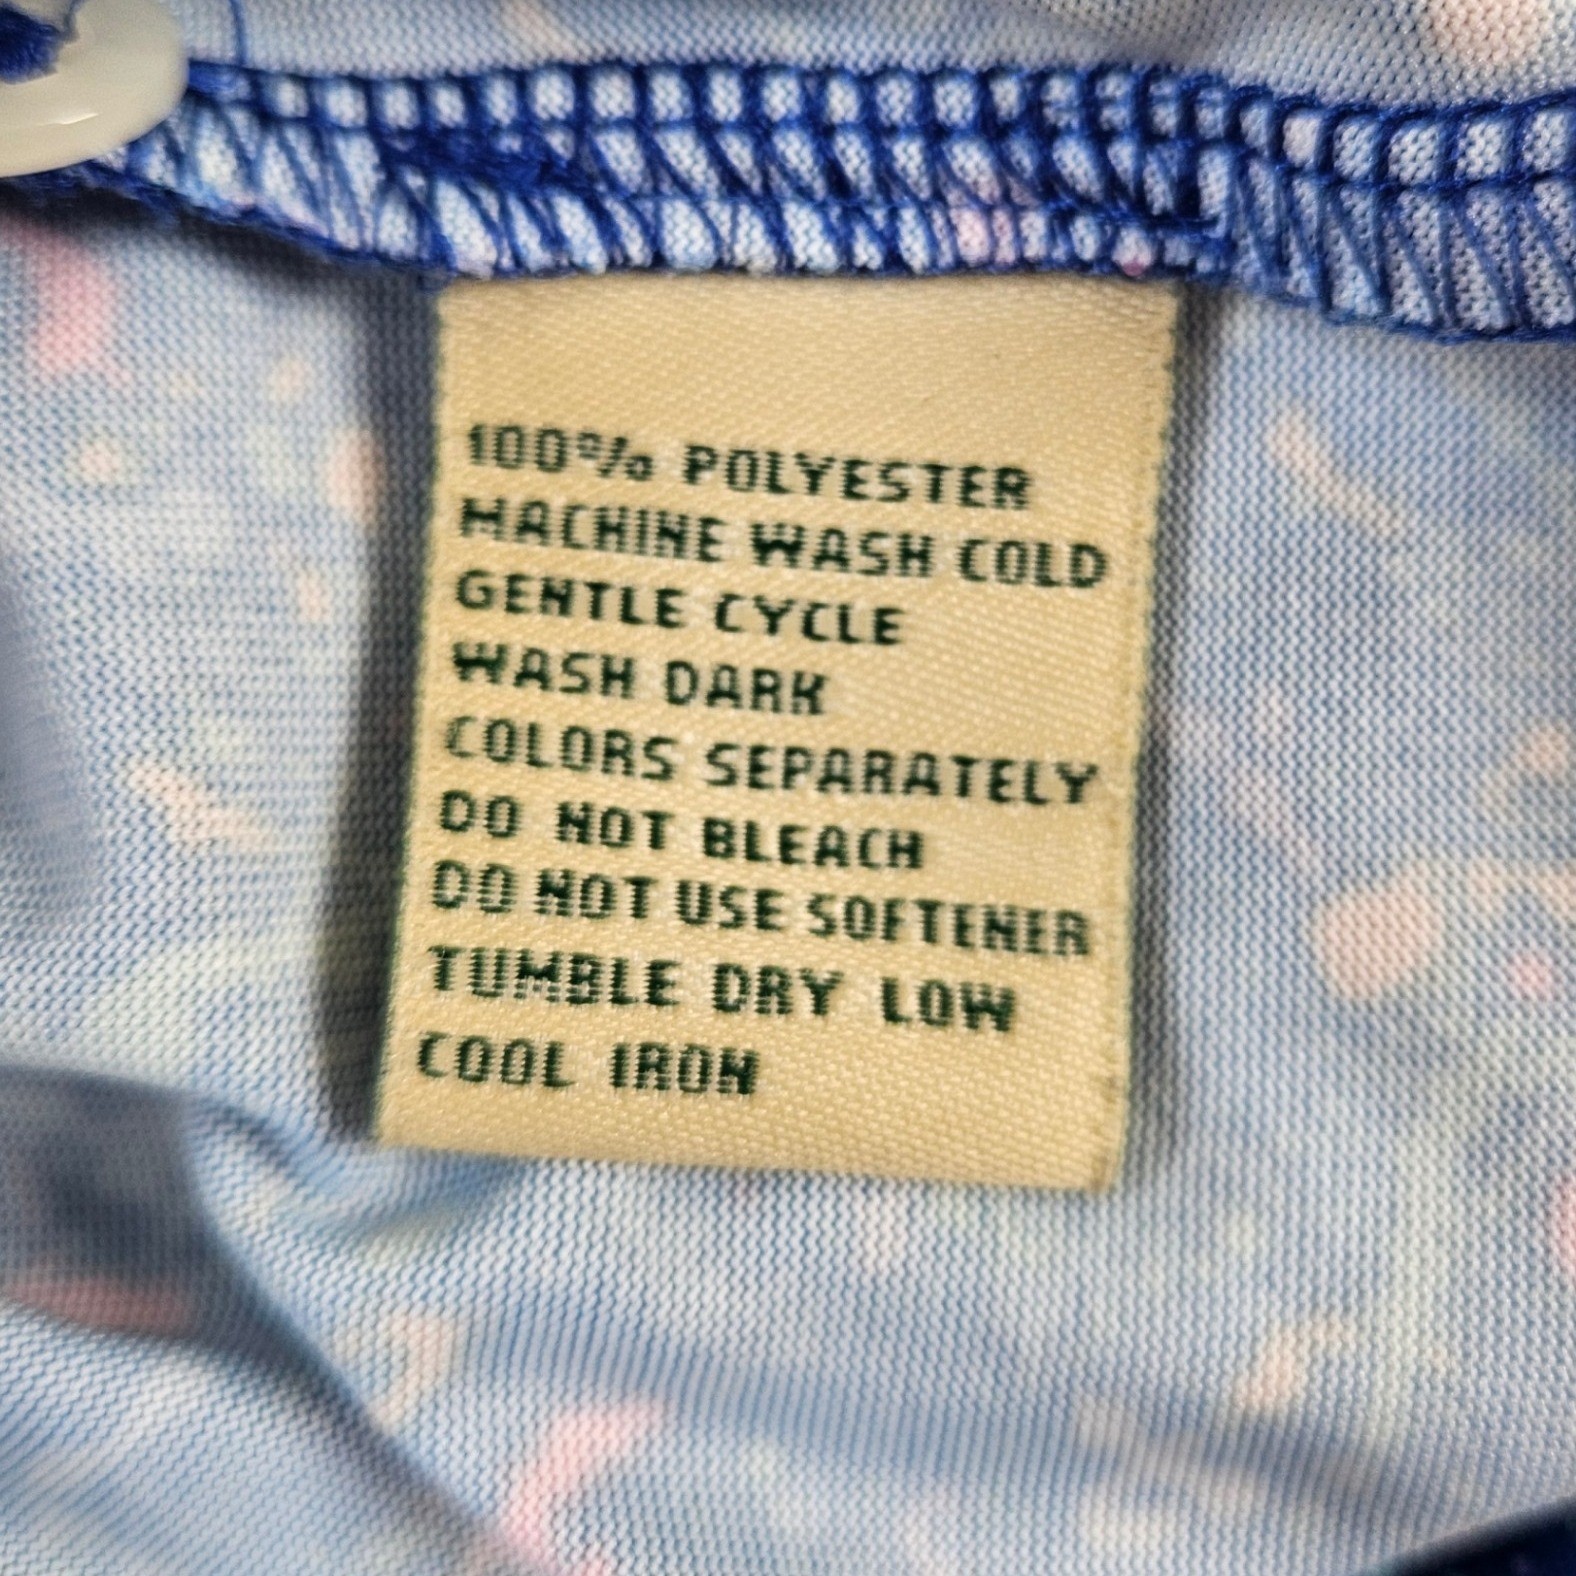 100% POLYESTER
MACHINE WASH COLD
GENTLE CYCLE
WASH DARK
COLORS SEPARATELY
DO NOT BLEACH
DO NOT USE SOFTENER
TUMBLE DRY LOW
COOL IRON